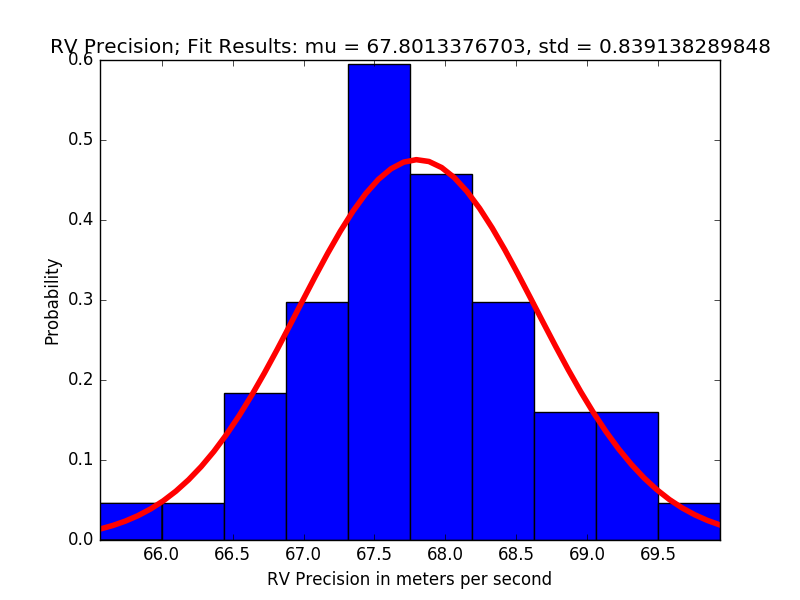 RV Precision; Fit Results: mu = 67.8013376703, std = 0.839138289848
0.6
0.5
0.4
0.3
0.2
0.1
0.0
Probability
66.0 66.5 67.0 67.5 68.0 68.5 69.0 69.5
RV Precision in meters per second